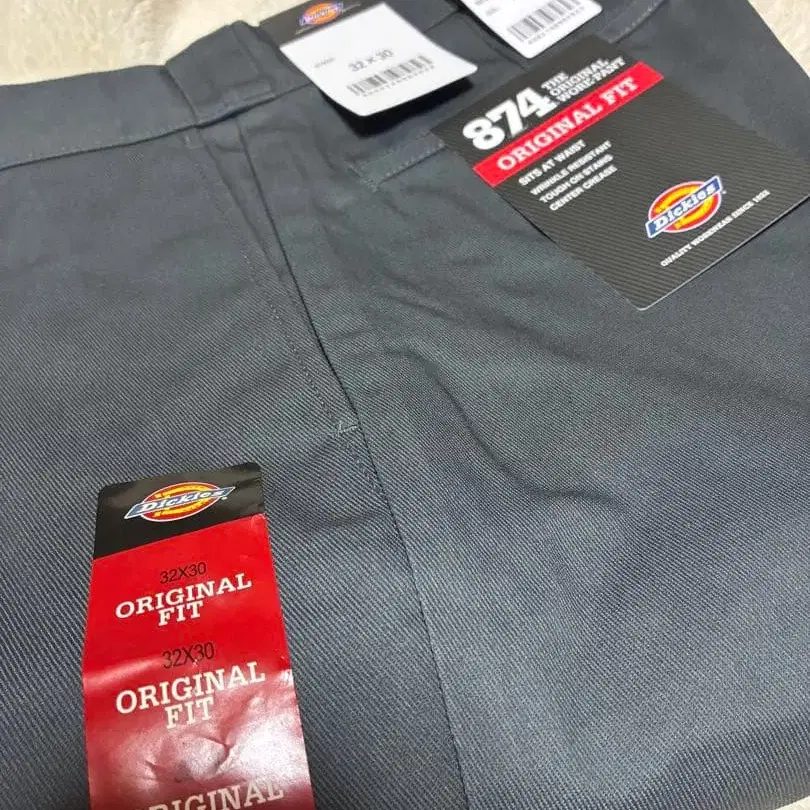 Dickies
32 X 30
874
THE
ORIGINAL
WORK PANT
ORIGINAL FIT
SITS AT WAIST
WRINKLE RESISTANT
TOUGH ON STAINS
CENTER CREASE
Dickies
QUALITY WORKWEAR SINCE 1922
Dickies
32X30
ORIGINAL
FIT
32X30
ORIGINAL
FIT
ORIGINAL